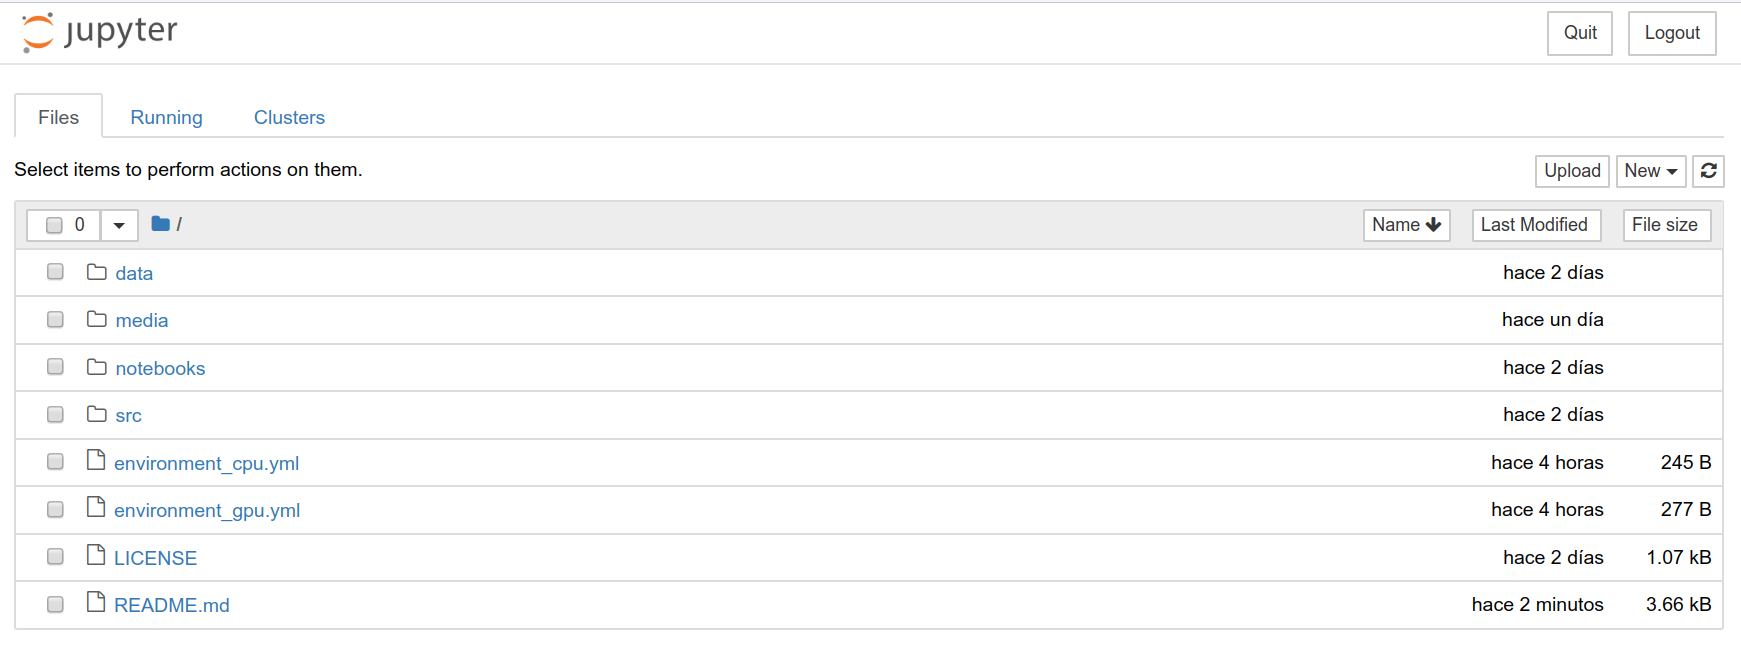 jupyter Quit Logout
Files Running Clusters
Select items to perform actions on them. Upload New
0 / Name Last Modified File size
data hace 2 días
media hace un día
notebooks hace 2 días
src hace 2 días
environment_cpu.yml hace 4 horas 245 B
environment_gpu.yml hace 4 horas 277 B
LICENSE hace 2 días 1.07 kB
README.md hace 2 minutos 3.66 kB